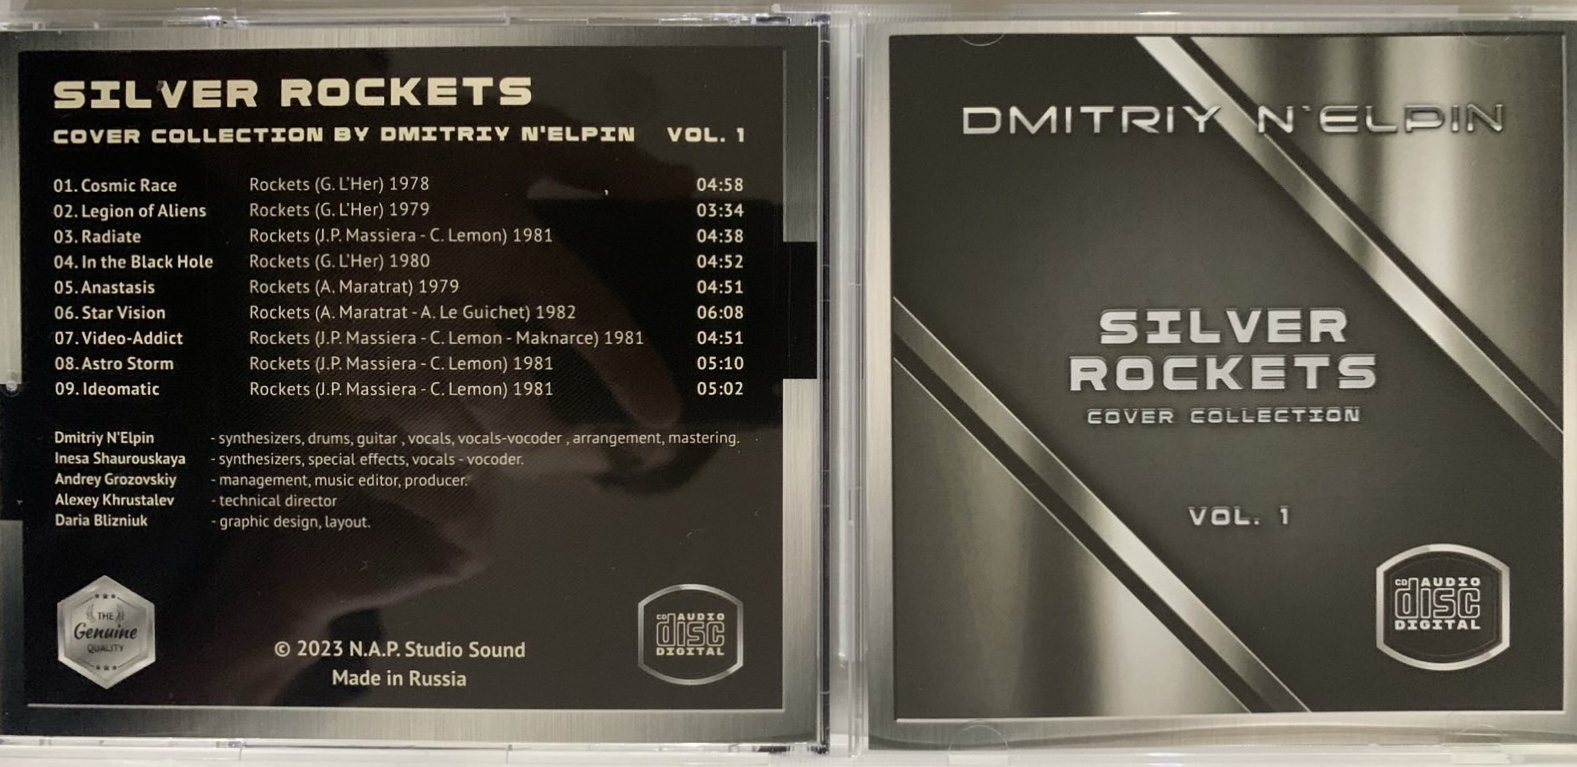 SILVER ROCKETS
COVER COLLECTION BY DMITRIY N'ELPIN VOL. 1
01. Cosmic Race Rockets (G. L'Her) 1978 04:58
02. Legion of Aliens Rockets (G. L'Her) 1979 03:34
03. Radiate Rockets (J.P. Massiera - C. Lemon) 1981 04:38
04. In the Black Hole Rockets (G. L'Her) 1980 04:52
05. Anastasis Rockets (A. Maratrat) 1979 04:51
06. Star Vision Rockets (A. Maratrat - A. Le Guichet) 1982 06:08
07. Video-Addict Rockets (J.P. Massiera - C. Lemon - Maknarce) 1981 04:51
08. Astro Storm Rockets (J.P. Massiera - C. Lemon) 1981 05:10
09. Ideomatic Rockets (J.P. Massiera - C. Lemon) 1981 05:02
Dmitriy N'Elpin - synthesizers, drums, guitar , vocals, vocals-vocoder , arrangement, mastering.
Inesa Shaurouskaya - synthesizers, special effects, vocals - vocoder.
Andrey Grozovskiy - management, music editor, producer.
Alexey Khrustalev - technical director
Daria Blizniuk - graphic design, layout.
THE
Genuine
QUALITY
© 2023 N.A.P. Studio Sound
Made in Russia
CD AUDIO
disc
DIGITAL
DMITRIY N'ELPIN
SILVER
ROCKETS
COVER COLLECTION
VOL. 1
CD AUDIO
disc
DIGITAL